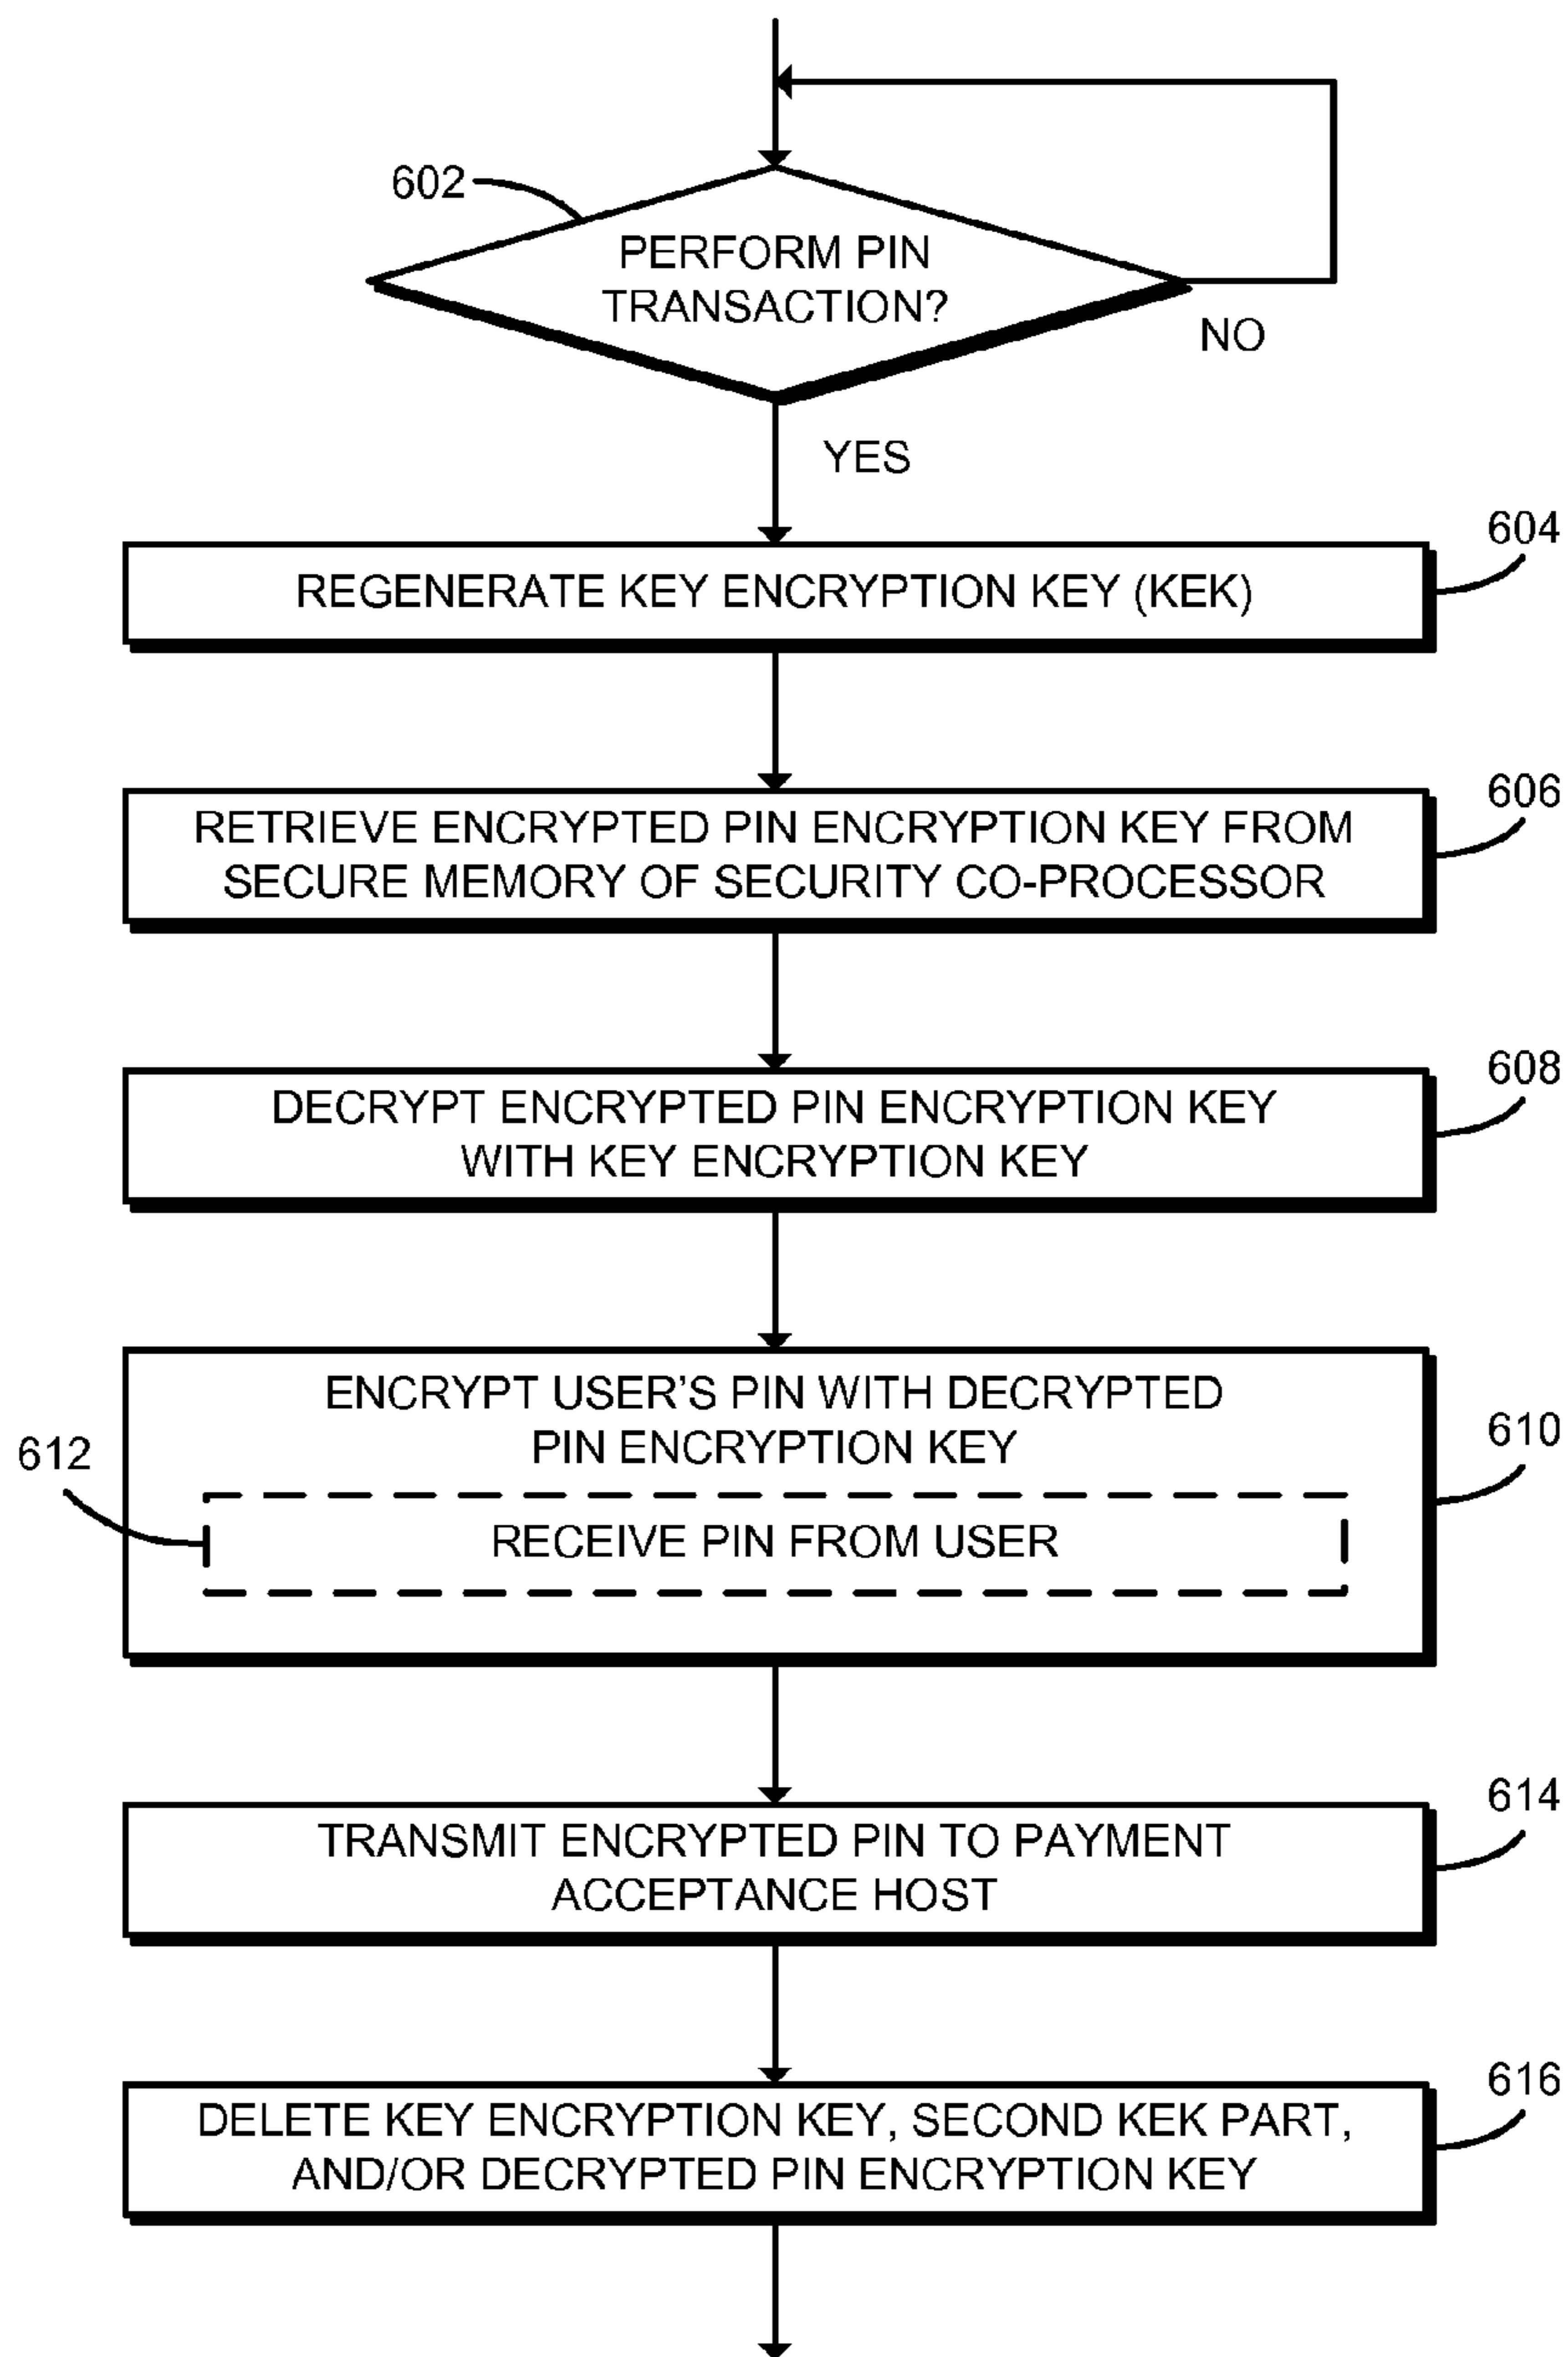 602
PERFORM PIN
TRANSACTION?
NO
YES
604
REGENERATE KEY ENCRYPTION KEY (KEK)
606
RETRIEVE ENCRYPTED PIN ENCRYPTION KEY FROM
SECURE MEMORY OF SECURITY CO-PROCESSOR
608
DECRYPT ENCRYPTED PIN ENCRYPTION KEY
WITH KEY ENCRYPTION KEY
ENCRYPT USER'S PIN WITH DECRYPTED
PIN ENCRYPTION KEY
610
612
RECEIVE PIN FROM USER
614
TRANSMIT ENCRYPTED PIN TO PAYMENT
ACCEPTANCE HOST
616
DELETE KEY ENCRYPTION KEY, SECOND KEK PART,
AND/OR DECRYPTED PIN ENCRYPTION KEY